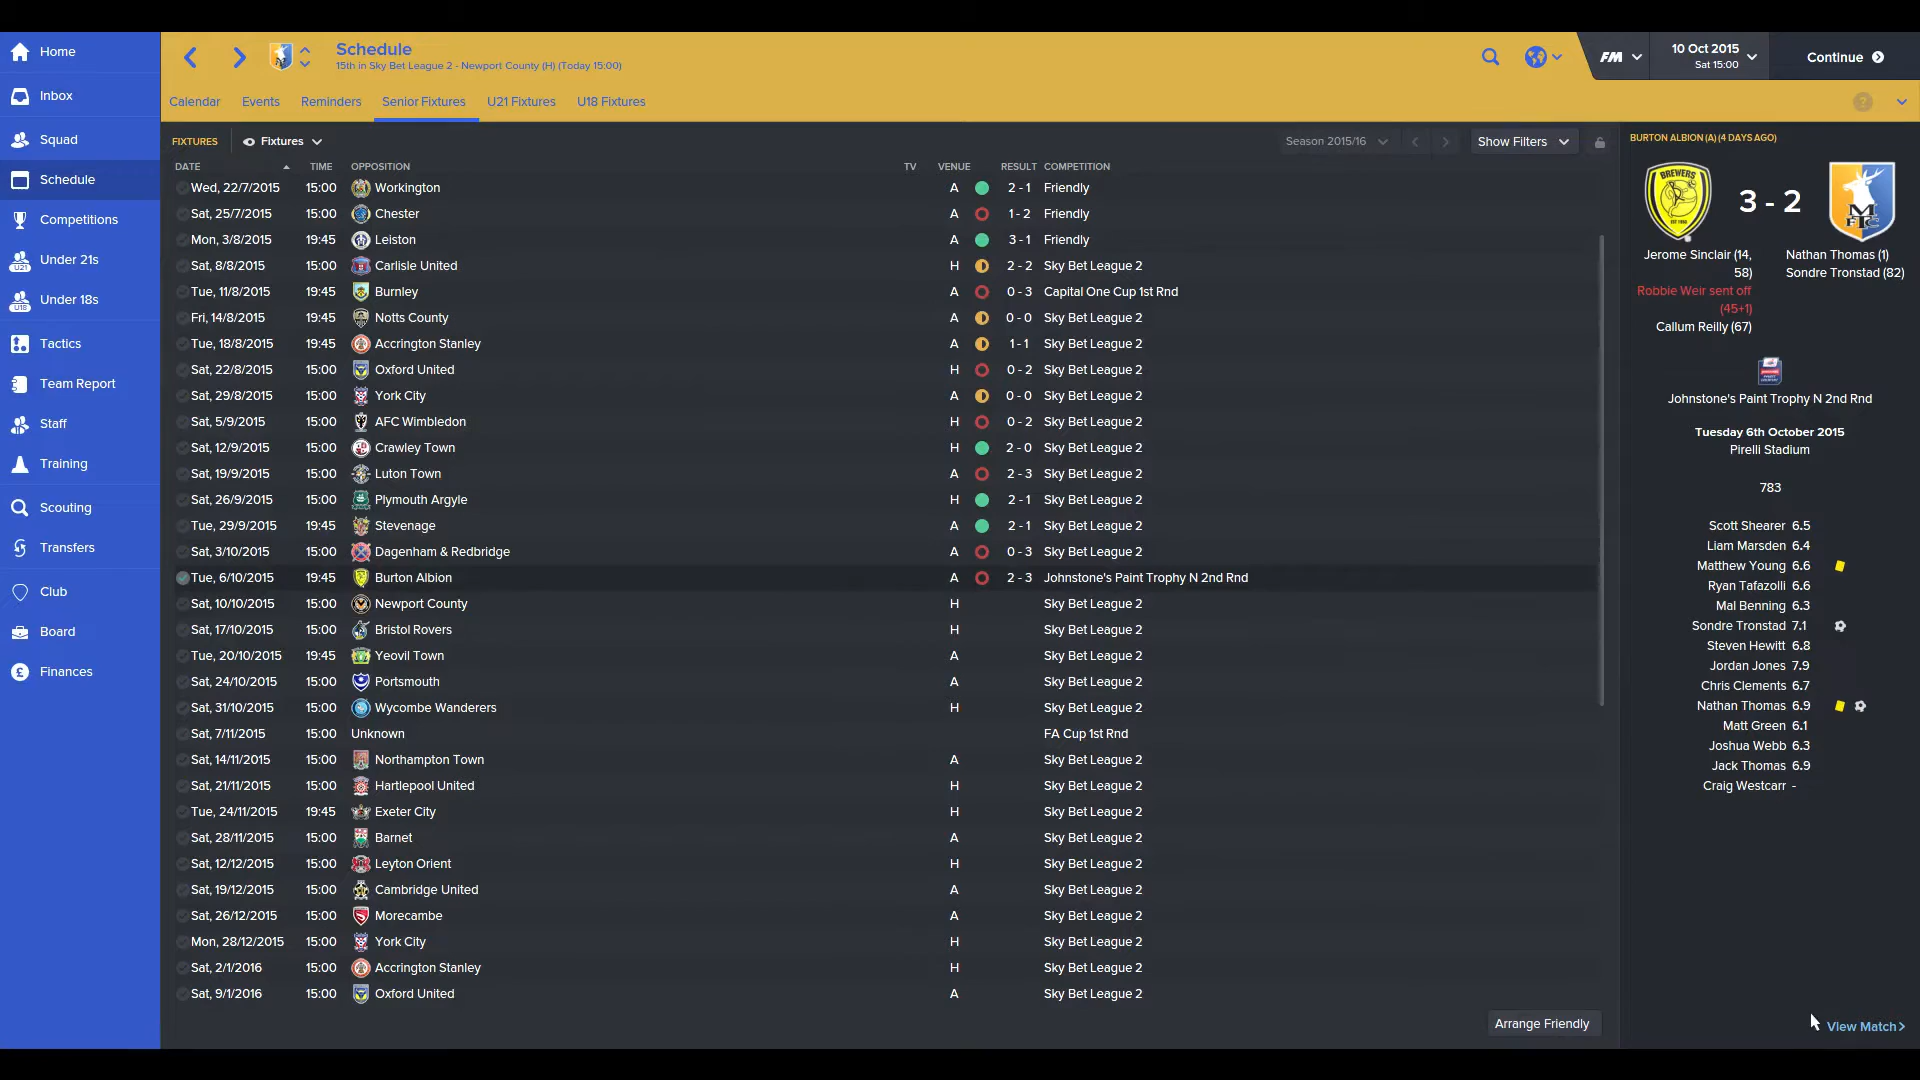 Home
Inbox
Squad
Schedule
Competitions
Under 21s
Under 18s
Tactics
Team Report
Staff
Training
Scouting
Transfers
Club
Board
Finances
Schedule
15th in Sky Bet League 2 - Newport County (H) (Today 15:00)
FM
10 Oct 2015
Sat 15:00
Continue
Calendar Events Reminders Senior Fixtures U21 Fixtures U18 Fixtures
FIXTURES Fixtures Season 2015/16 Show Filters
DATE TIME OPPOSITION TV VENUE RESULT COMPETITION
Wed, 22/7/2015 15:00 Workington A 2 - 1 Friendly
Sat, 25/7/2015 15:00 Chester A 1 - 2 Friendly
Mon, 3/8/2015 19:45 Leiston A 3 - 1 Friendly
Sat, 8/8/2015 15:00 Carlisle United H 2 - 2 Sky Bet League 2
Tue, 11/8/2015 19:45 Burnley A 0 - 3 Capital One Cup 1st Rnd
Fri, 14/8/2015 19:45 Notts County A 0 - 0 Sky Bet League 2
Tue, 18/8/2015 19:45 Accrington Stanley A 1 - 1 Sky Bet League 2
Sat, 22/8/2015 15:00 Oxford United H 0 - 2 Sky Bet League 2
Sat, 29/8/2015 15:00 York City A 0 - 0 Sky Bet League 2
Sat, 5/9/2015 15:00 AFC Wimbledon H 0 - 2 Sky Bet League 2
Sat, 12/9/2015 15:00 Crawley Town H 2 - 0 Sky Bet League 2
Sat, 19/9/2015 15:00 Luton Town A 2 - 3 Sky Bet League 2
Sat, 26/9/2015 15:00 Plymouth Argyle H 2 - 1 Sky Bet League 2
Tue, 29/9/2015 19:45 Stevenage A 2 - 1 Sky Bet League 2
Sat, 3/10/2015 15:00 Dagenham & Redbridge A 0 - 3 Sky Bet League 2
Tue, 6/10/2015 19:45 Burton Albion A 2 - 3 Johnstone's Paint Trophy N 2nd Rnd
Sat, 10/10/2015 15:00 Newport County H Sky Bet League 2
Sat, 17/10/2015 15:00 Bristol Rovers H Sky Bet League 2
Tue, 20/10/2015 19:45 Yeovil Town A Sky Bet League 2
Sat, 24/10/2015 15:00 Portsmouth A Sky Bet League 2
Sat, 31/10/2015 15:00 Wycombe Wanderers H Sky Bet League 2
Sat, 7/11/2015 15:00 Unknown FA Cup 1st Rnd
Sat, 14/11/2015 15:00 Northampton Town A Sky Bet League 2
Sat, 21/11/2015 15:00 Hartlepool United H Sky Bet League 2
Tue, 24/11/2015 19:45 Exeter City H Sky Bet League 2
Sat, 28/11/2015 15:00 Barnet A Sky Bet League 2
Sat, 12/12/2015 15:00 Leyton Orient H Sky Bet League 2
Sat, 19/12/2015 15:00 Cambridge United A Sky Bet League 2
Sat, 26/12/2015 15:00 Morecambe A Sky Bet League 2
Mon, 28/12/2015 15:00 York City H Sky Bet League 2
Sat, 2/1/2016 15:00 Accrington Stanley H Sky Bet League 2
Sat, 9/1/2016 15:00 Oxford United A Sky Bet League 2
Arrange Friendly
BURTON ALBION (A) (4 DAYS AGO)
BREWERS
3 - 2
Jerome Sinclair (14,
58)
Robbie Weir sent off
(45+1)
Callum Reilly (67)
Nathan Thomas (1)
Sondre Tronstad (82)
Johnstone's Paint Trophy N 2nd Rnd
Tuesday 6th October 2015
Pirelli Stadium
783
Scott Shearer 6.5
Liam Marsden 6.4
Matthew Young 6.6
Ryan Tafazolli 6.6
Mal Benning 6.3
Sondre Tronstad 7.1
Steven Hewitt 6.8
Jordan Jones 7.9
Chris Clements 6.7
Nathan Thomas 6.9
Matt Green 6.1
Joshua Webb 6.3
Jack Thomas 6.9
Craig Westcarr -
View Match>